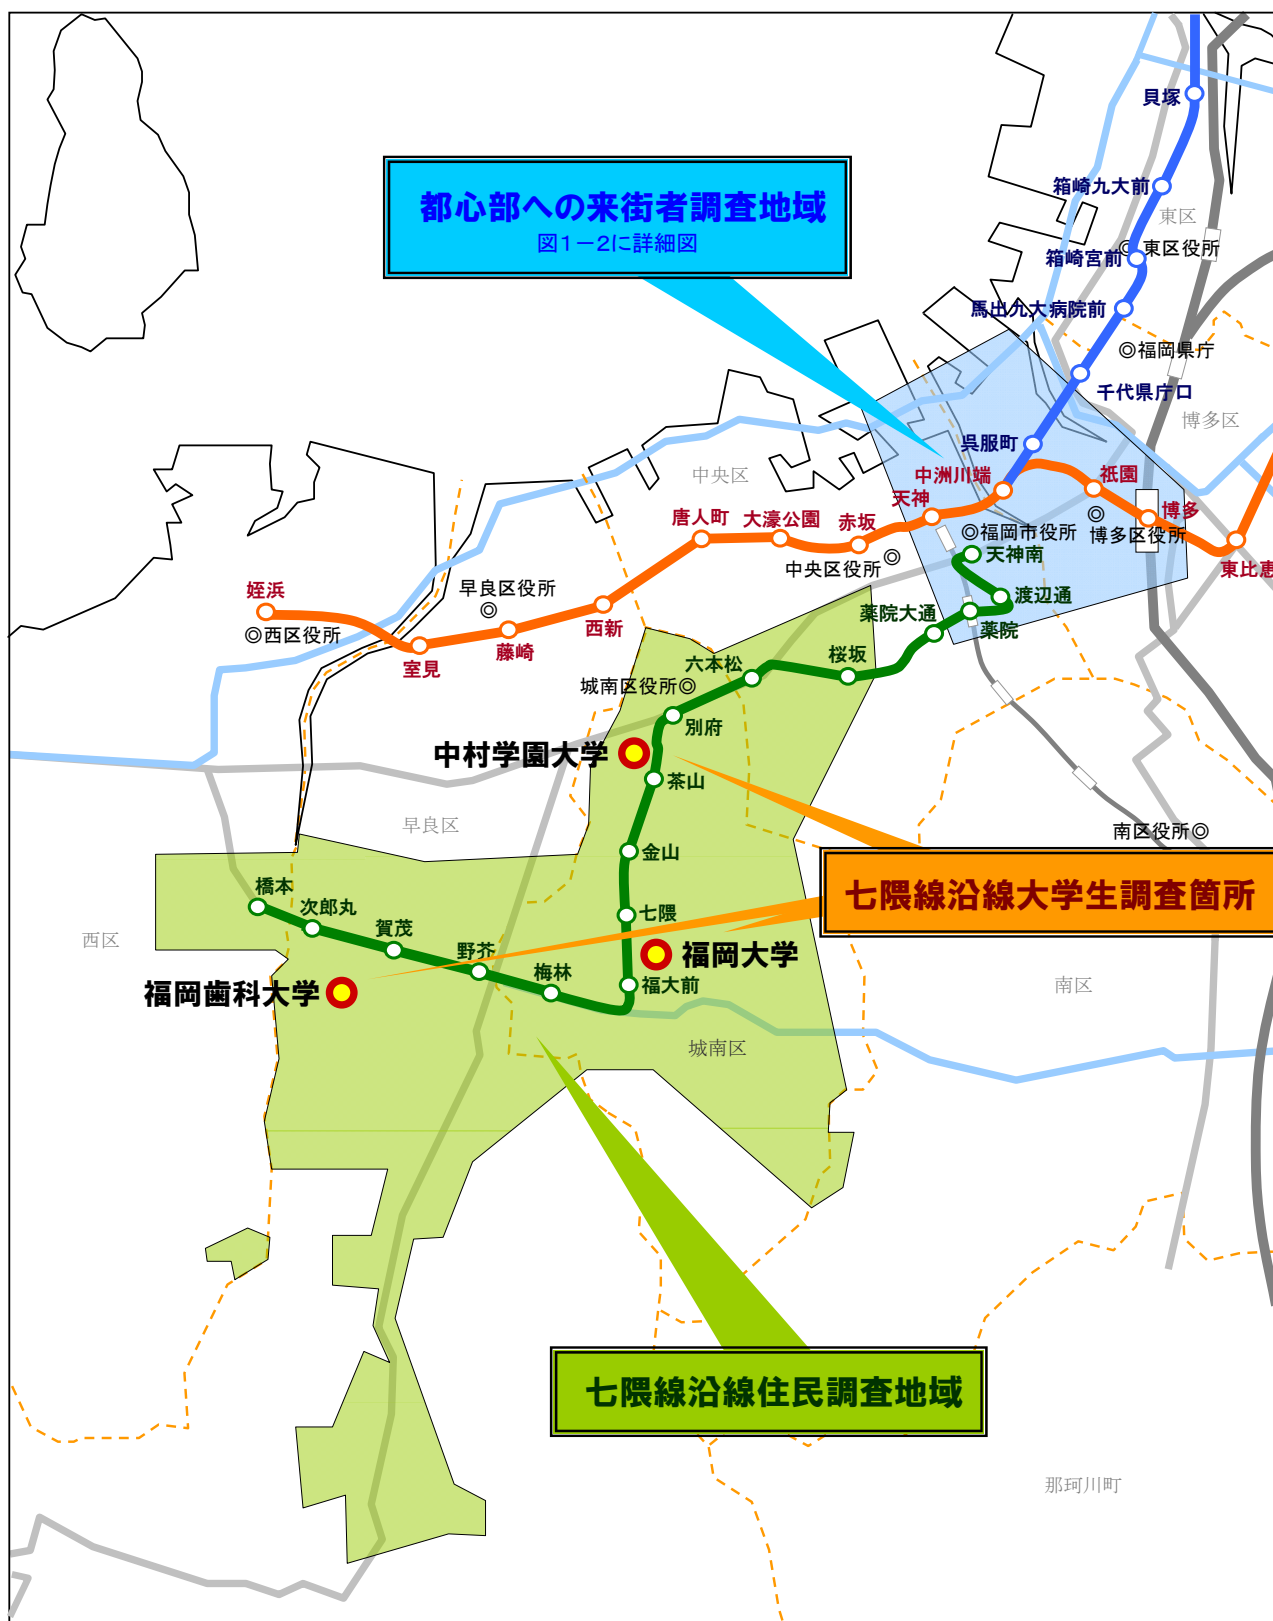 貝塚
都心部への来街者調査地域
図1－2に詳細図
箱崎九大前
東区
箱崎宮前
◎ 東区役所
馬出九大病院前
◎福岡県庁
千代県庁口
博多区
呉服町
中央区
中洲川端
祇園
天神
博多
唐人町
大濠公園
赤坂
◎福岡市役所
◎
博多区役所
天神南
中央区役所◎
東比恵
姪浜
早良区役所
◎
渡辺通
◎西区役所
藤崎
西新
薬院大通
薬院
室見
六本松
桜坂
城南区役所◎
別府
中村学園大学
茶山
早良区
南区役所◎
金山
橋本
七隈線沿線大学生調査箇所
次郎丸
賀茂
七隈
西区
野芥
福岡大学
梅林
福大前
南区
福岡歯科大学
城南区
七隈線沿線住民調査地域
那珂川町